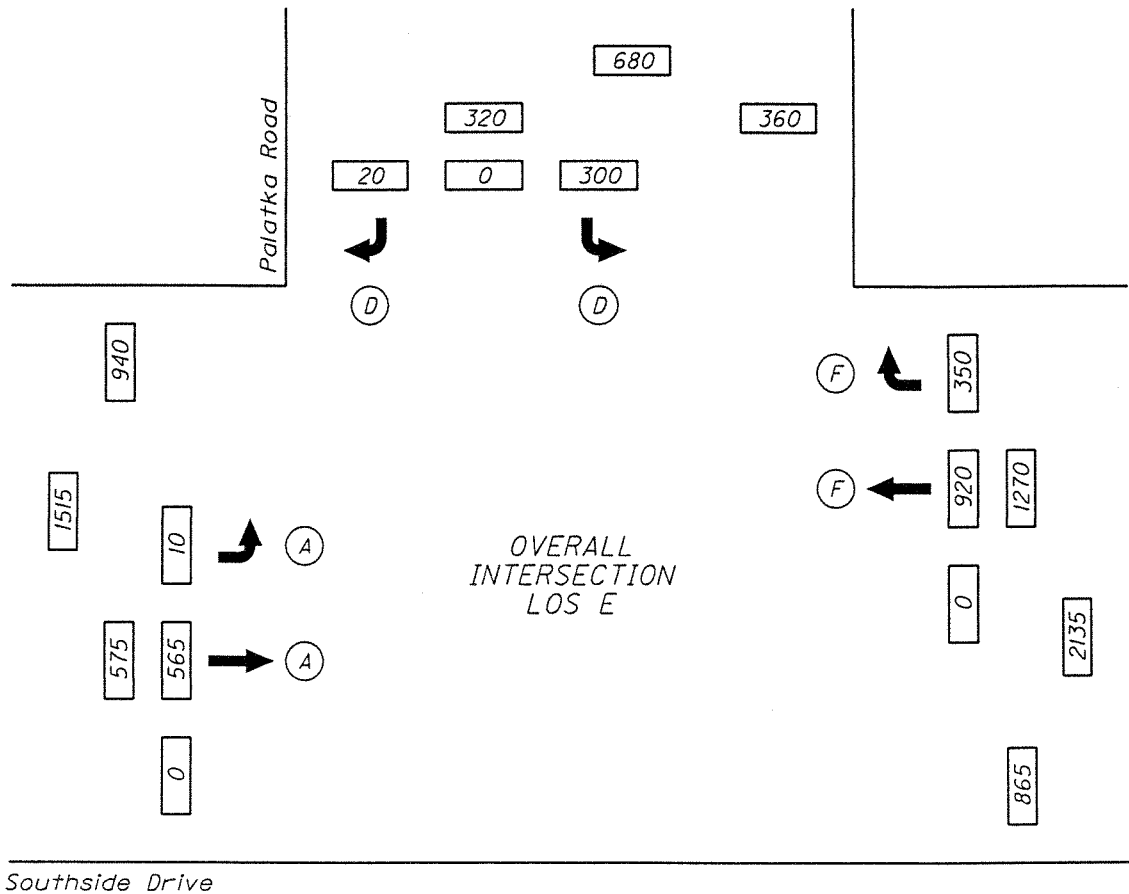 680
320
360
Palatka Road
20
0
300
D
D
940
350
F
1515
920
1270
F
10
A
OVERALL
INTERSECTION
LOS E
0
2135
575
565
A
0
865
Southside Drive